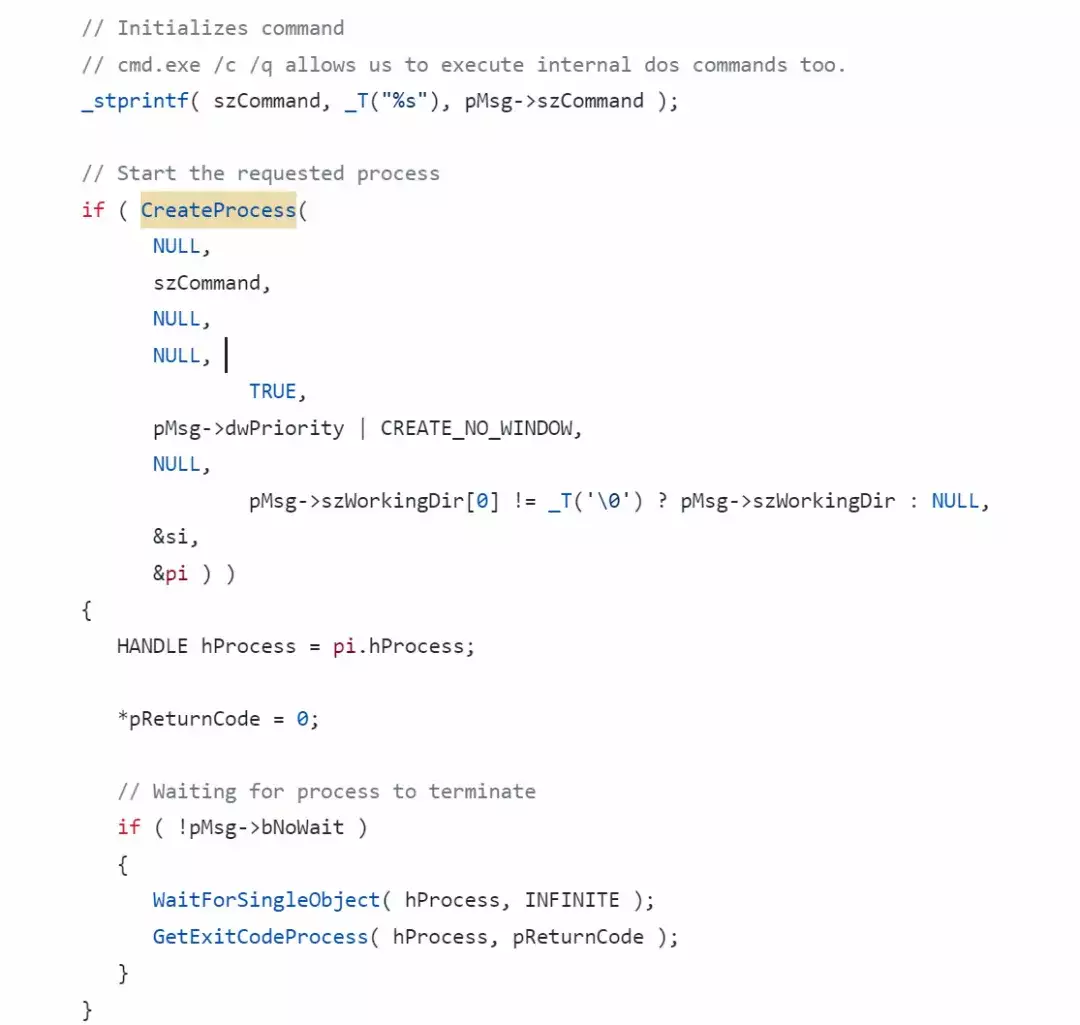 // Initializes command
// cmd.exe /c /q allows us to execute internal dos commands too.
_stprintf( szCommand, _T("%s"), pMsg->szCommand );
// Start the requested process
if ( CreateProcess(
NULL,
szCommand,
NULL,
NULL,
TRUE,
pMsg->dwPriority | CREATE_NO_WINDOW,
NULL,
pMsg->szWorkingDir[0] != _T('\0') ? pMsg->szWorkingDir : NULL,
&si,
&pi ) )
{
HANDLE hProcess = pi.hProcess;
*pReturnCode = 0;
// Waiting for process to terminate
if ( !pMsg->bNoWait )
{
WaitForSingleObject( hProcess, INFINITE );
GetExitCodeProcess( hProcess, pReturnCode );
}
}